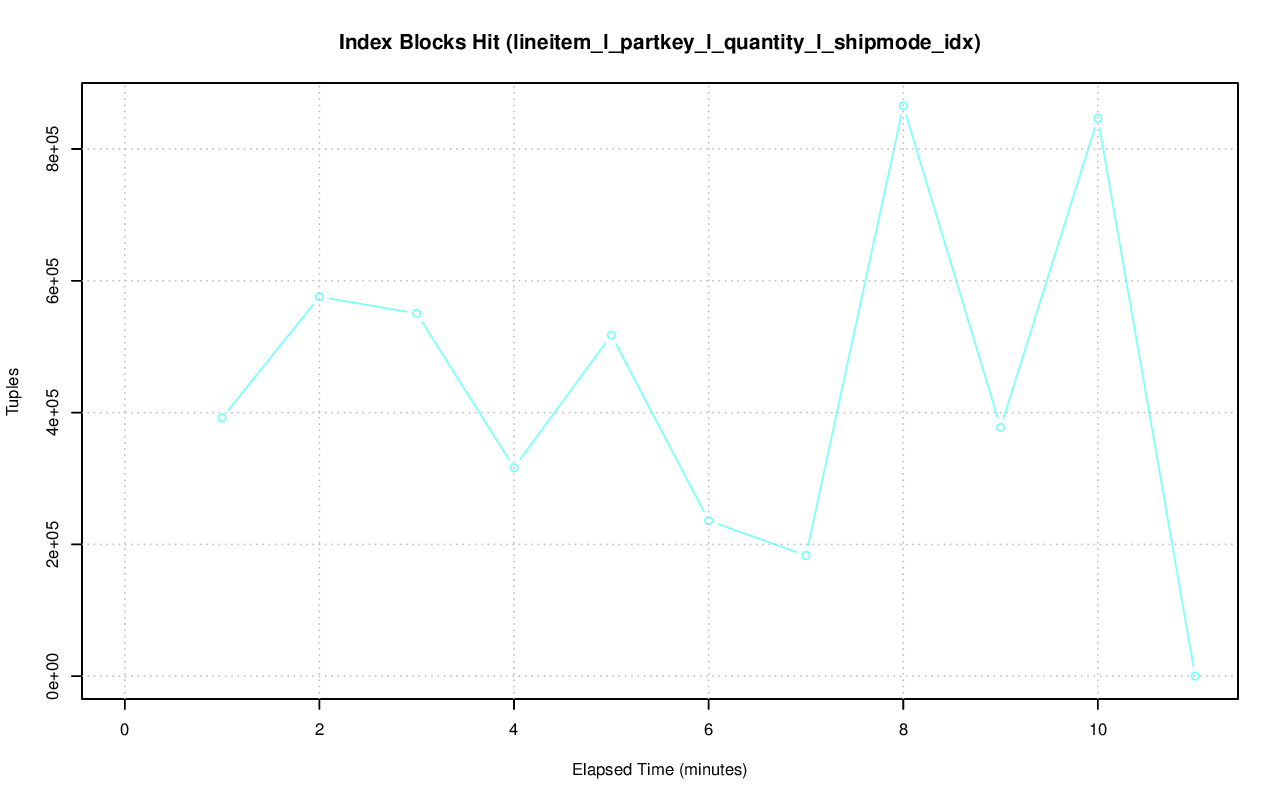 Index Blocks Hit (lineitem_l_partkey_l_quantity_l_shipmode_idx)
Tuples
8e+05
6e+05
4e+05
2e+05
0e+00
0 2 4 6 8 10
Elapsed Time (minutes)